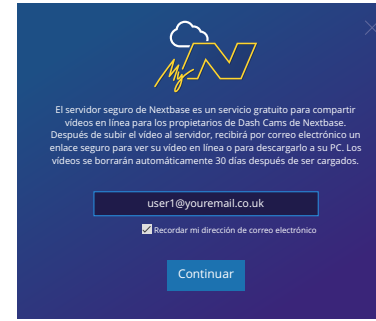 My N
El servidor seguro de Nextbase es un servicio gratuito para compartir
vídeos en línea para los propietarios de Dash Cams de Nextbase.
Después de subir el vídeo al servidor, recibirá por correo electrónico un
enlace seguro para ver su vídeo en línea o para descargarlo a su PC. Los
vídeos se borrarán automáticamente 30 días después de ser cargados.
user1@youremail.co.uk
Recordar mi dirección de correo electrónico
Continuar